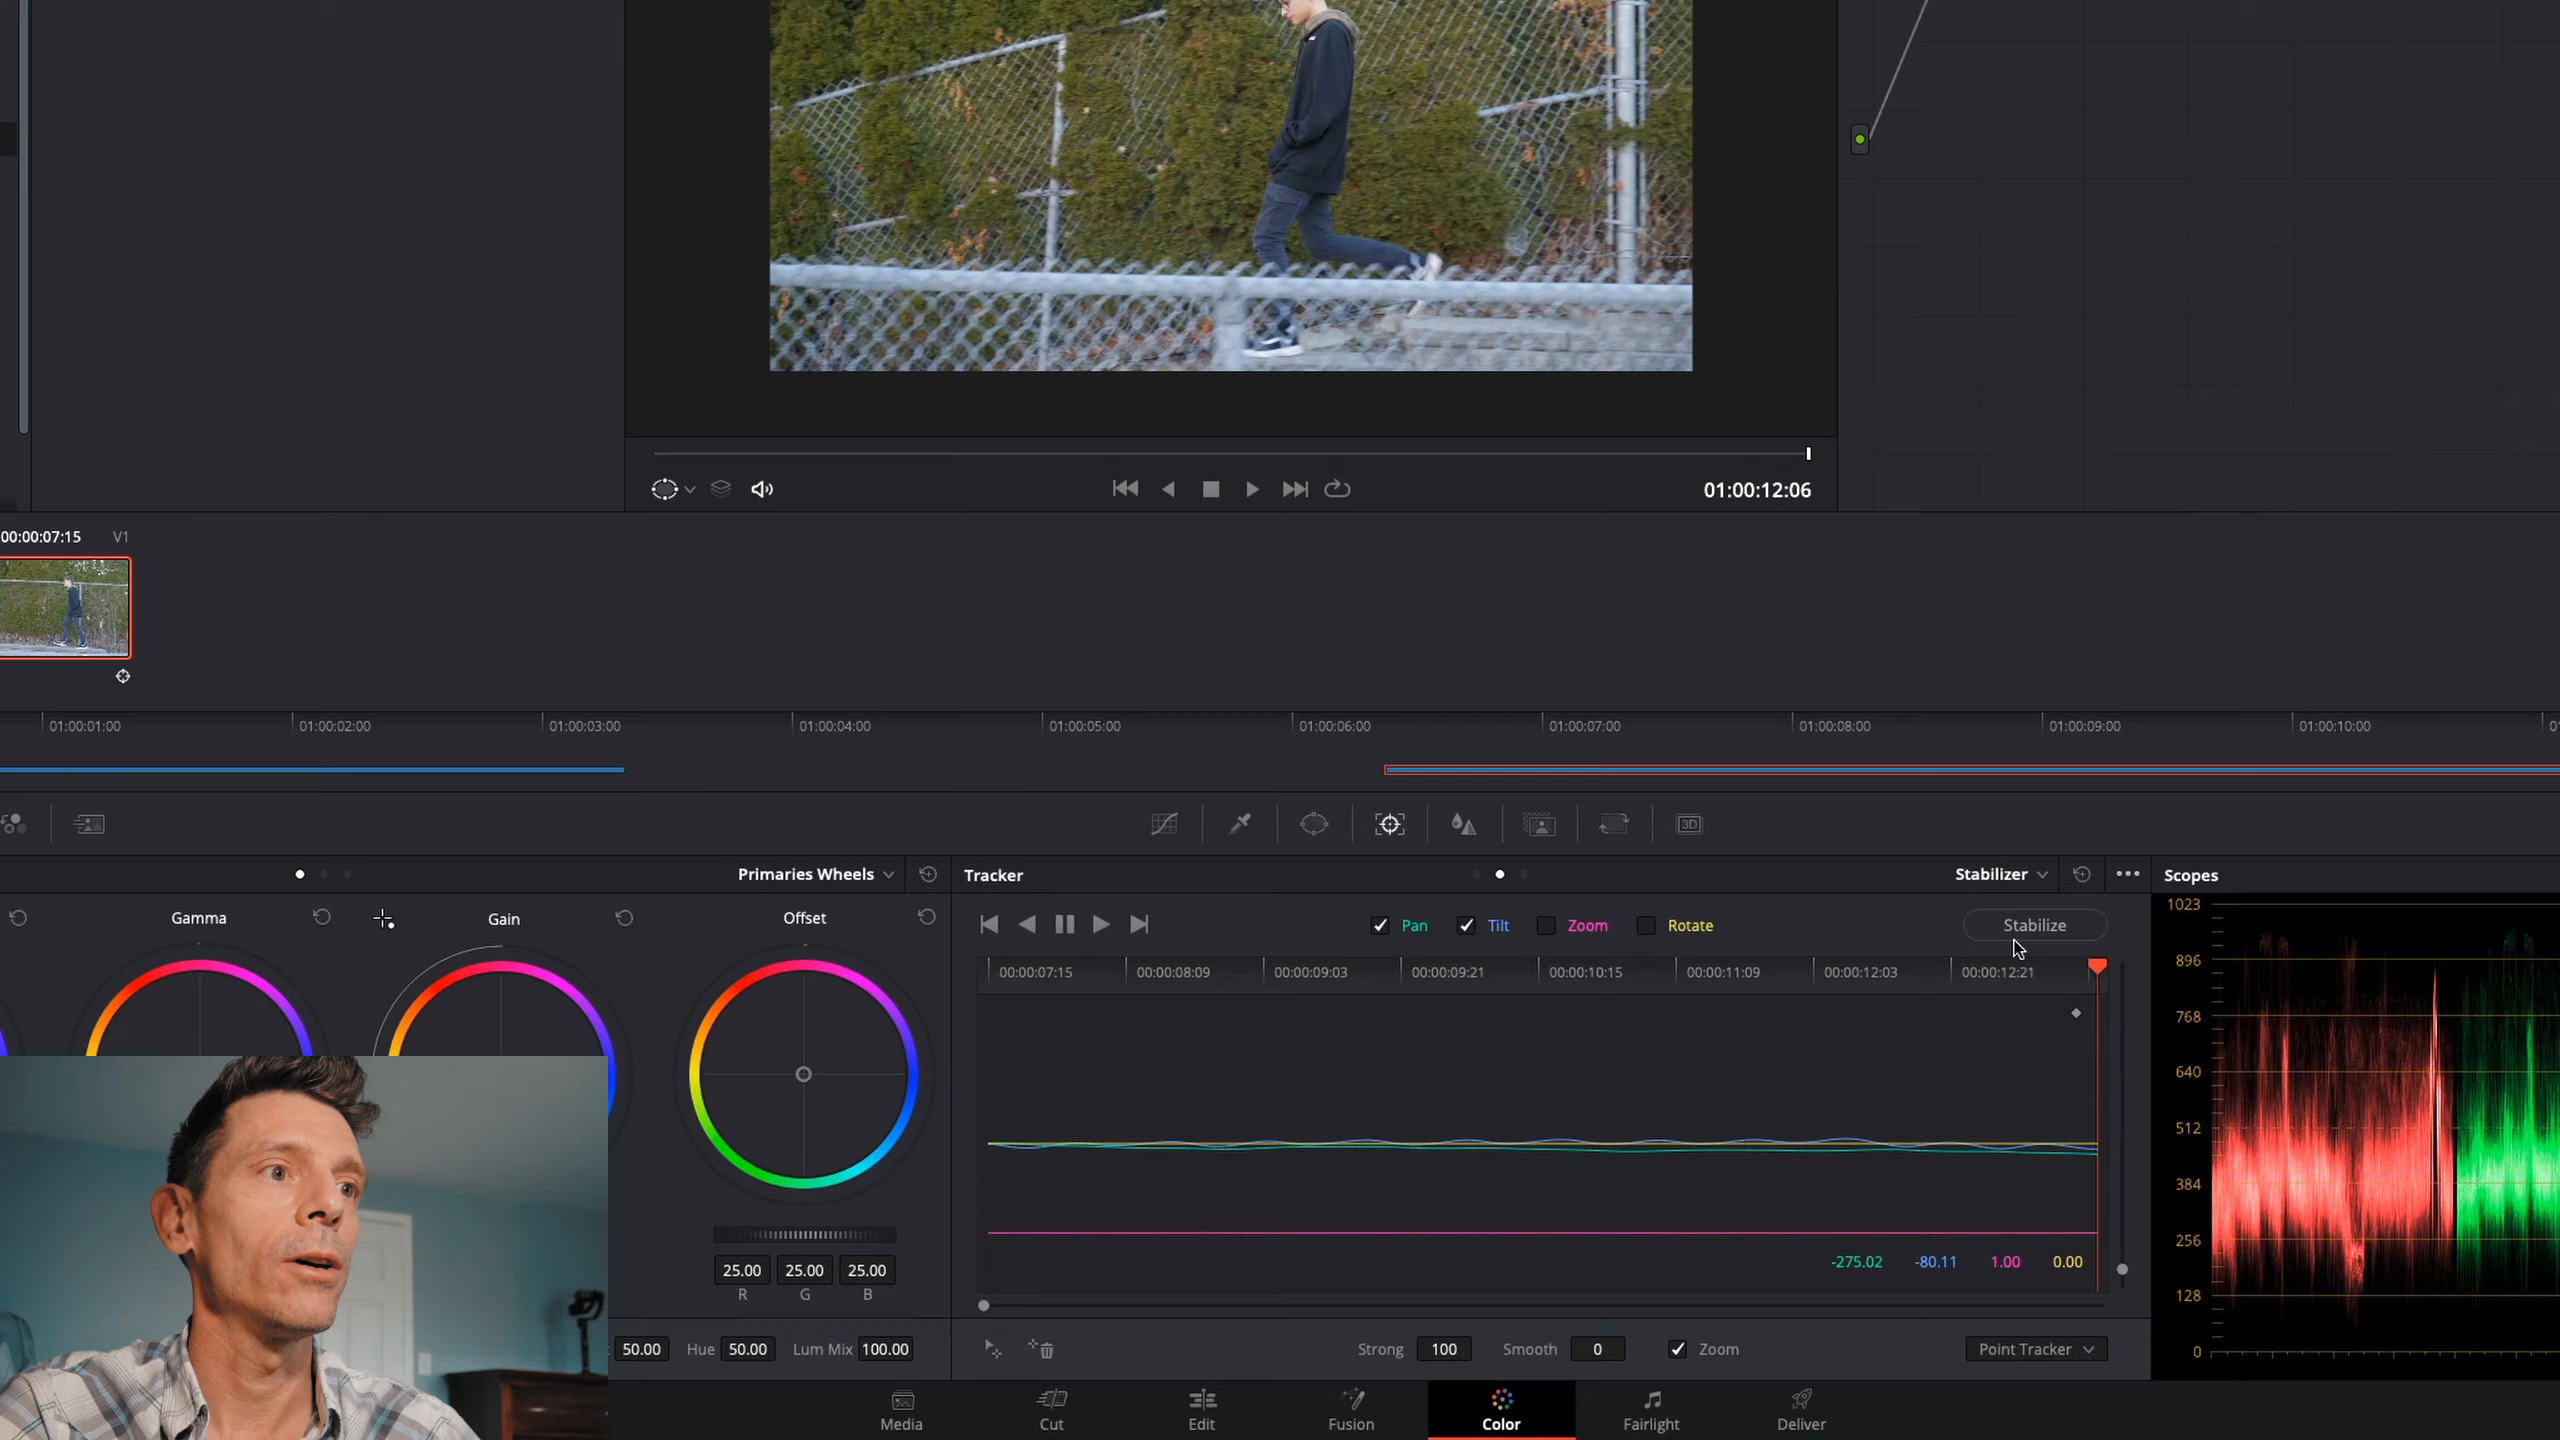 01:00:12:06
00:00:07:15 V1
01:00:01:00 01:00:02:00 01:00:03:00 01:00:04:00 01:00:05:00 01:00:06:00 01:00:07:00 01:00:08:00 01:00:09:00 01:00:10:00
3D
Primaries Wheels
Tracker
Stabilizer
Scopes
Gamma
Gain
Offset
Pan Tilt Zoom Rotate
Stabilize
00:00:07:15 00:00:08:09 00:00:09:03 00:00:09:21 00:00:10:15 00:00:11:09 00:00:12:03 00:00:12:21
-275.02 -80.11 1.00 0.00
1023
896
768
640
512
384
256
128
0
25.00 25.00 25.00
R G B
50.00 Hue 50.00 Lum Mix 100.00
Strong 100 Smooth 0 Zoom
Point Tracker
Media Cut Edit Fusion Color Fairlight Deliver